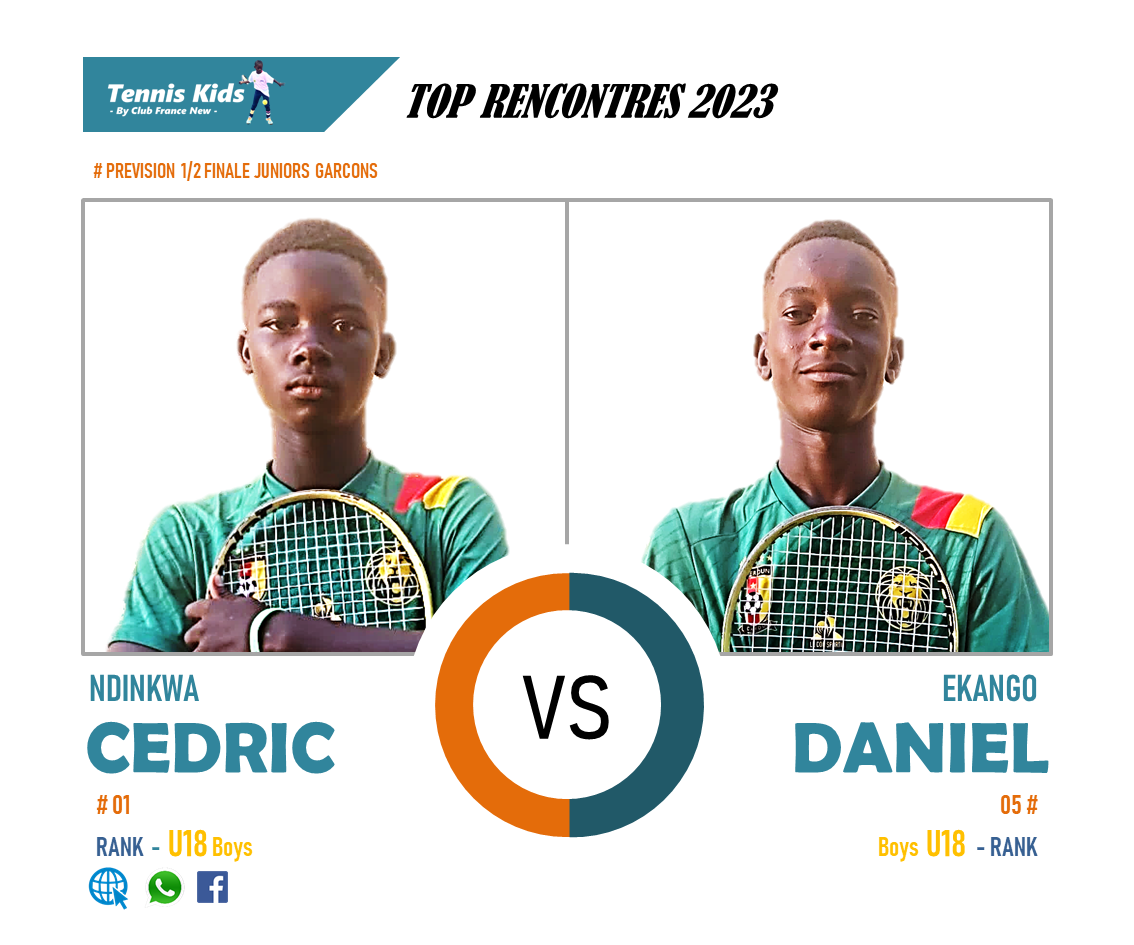 Tennis Kids
- By Club France New -
TOP RENCONTRES 2023
# PREVISION 1/2 FINALE JUNIORS GARCONS
NDINKWA
CEDRIC
# 01
RANK - U18 Boys
VS
EKANGO
DANIEL
05 #
Boys U18 - RANK